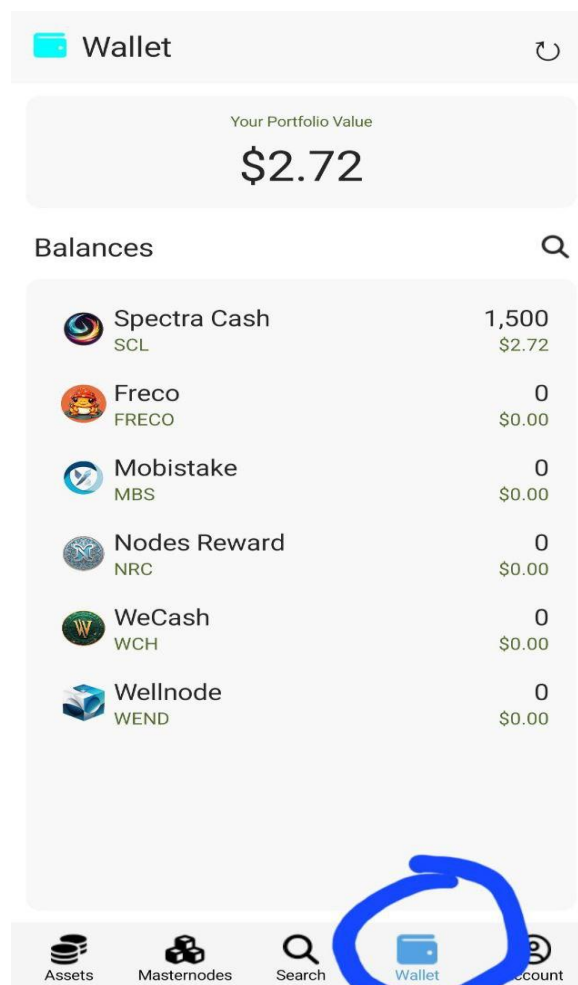 Wallet
Your Portfolio Value
$2.72
Balances
Spectra Cash 1,500
SCL $2.72
Freco 0
FRECO $0.00
Mobistake 0
MBS $0.00
Nodes Reward 0
NRC $0.00
WeCash 0
WCH $0.00
Wellnode 0
WEND $0.00
Assets Masternodes Search Wallet ccount